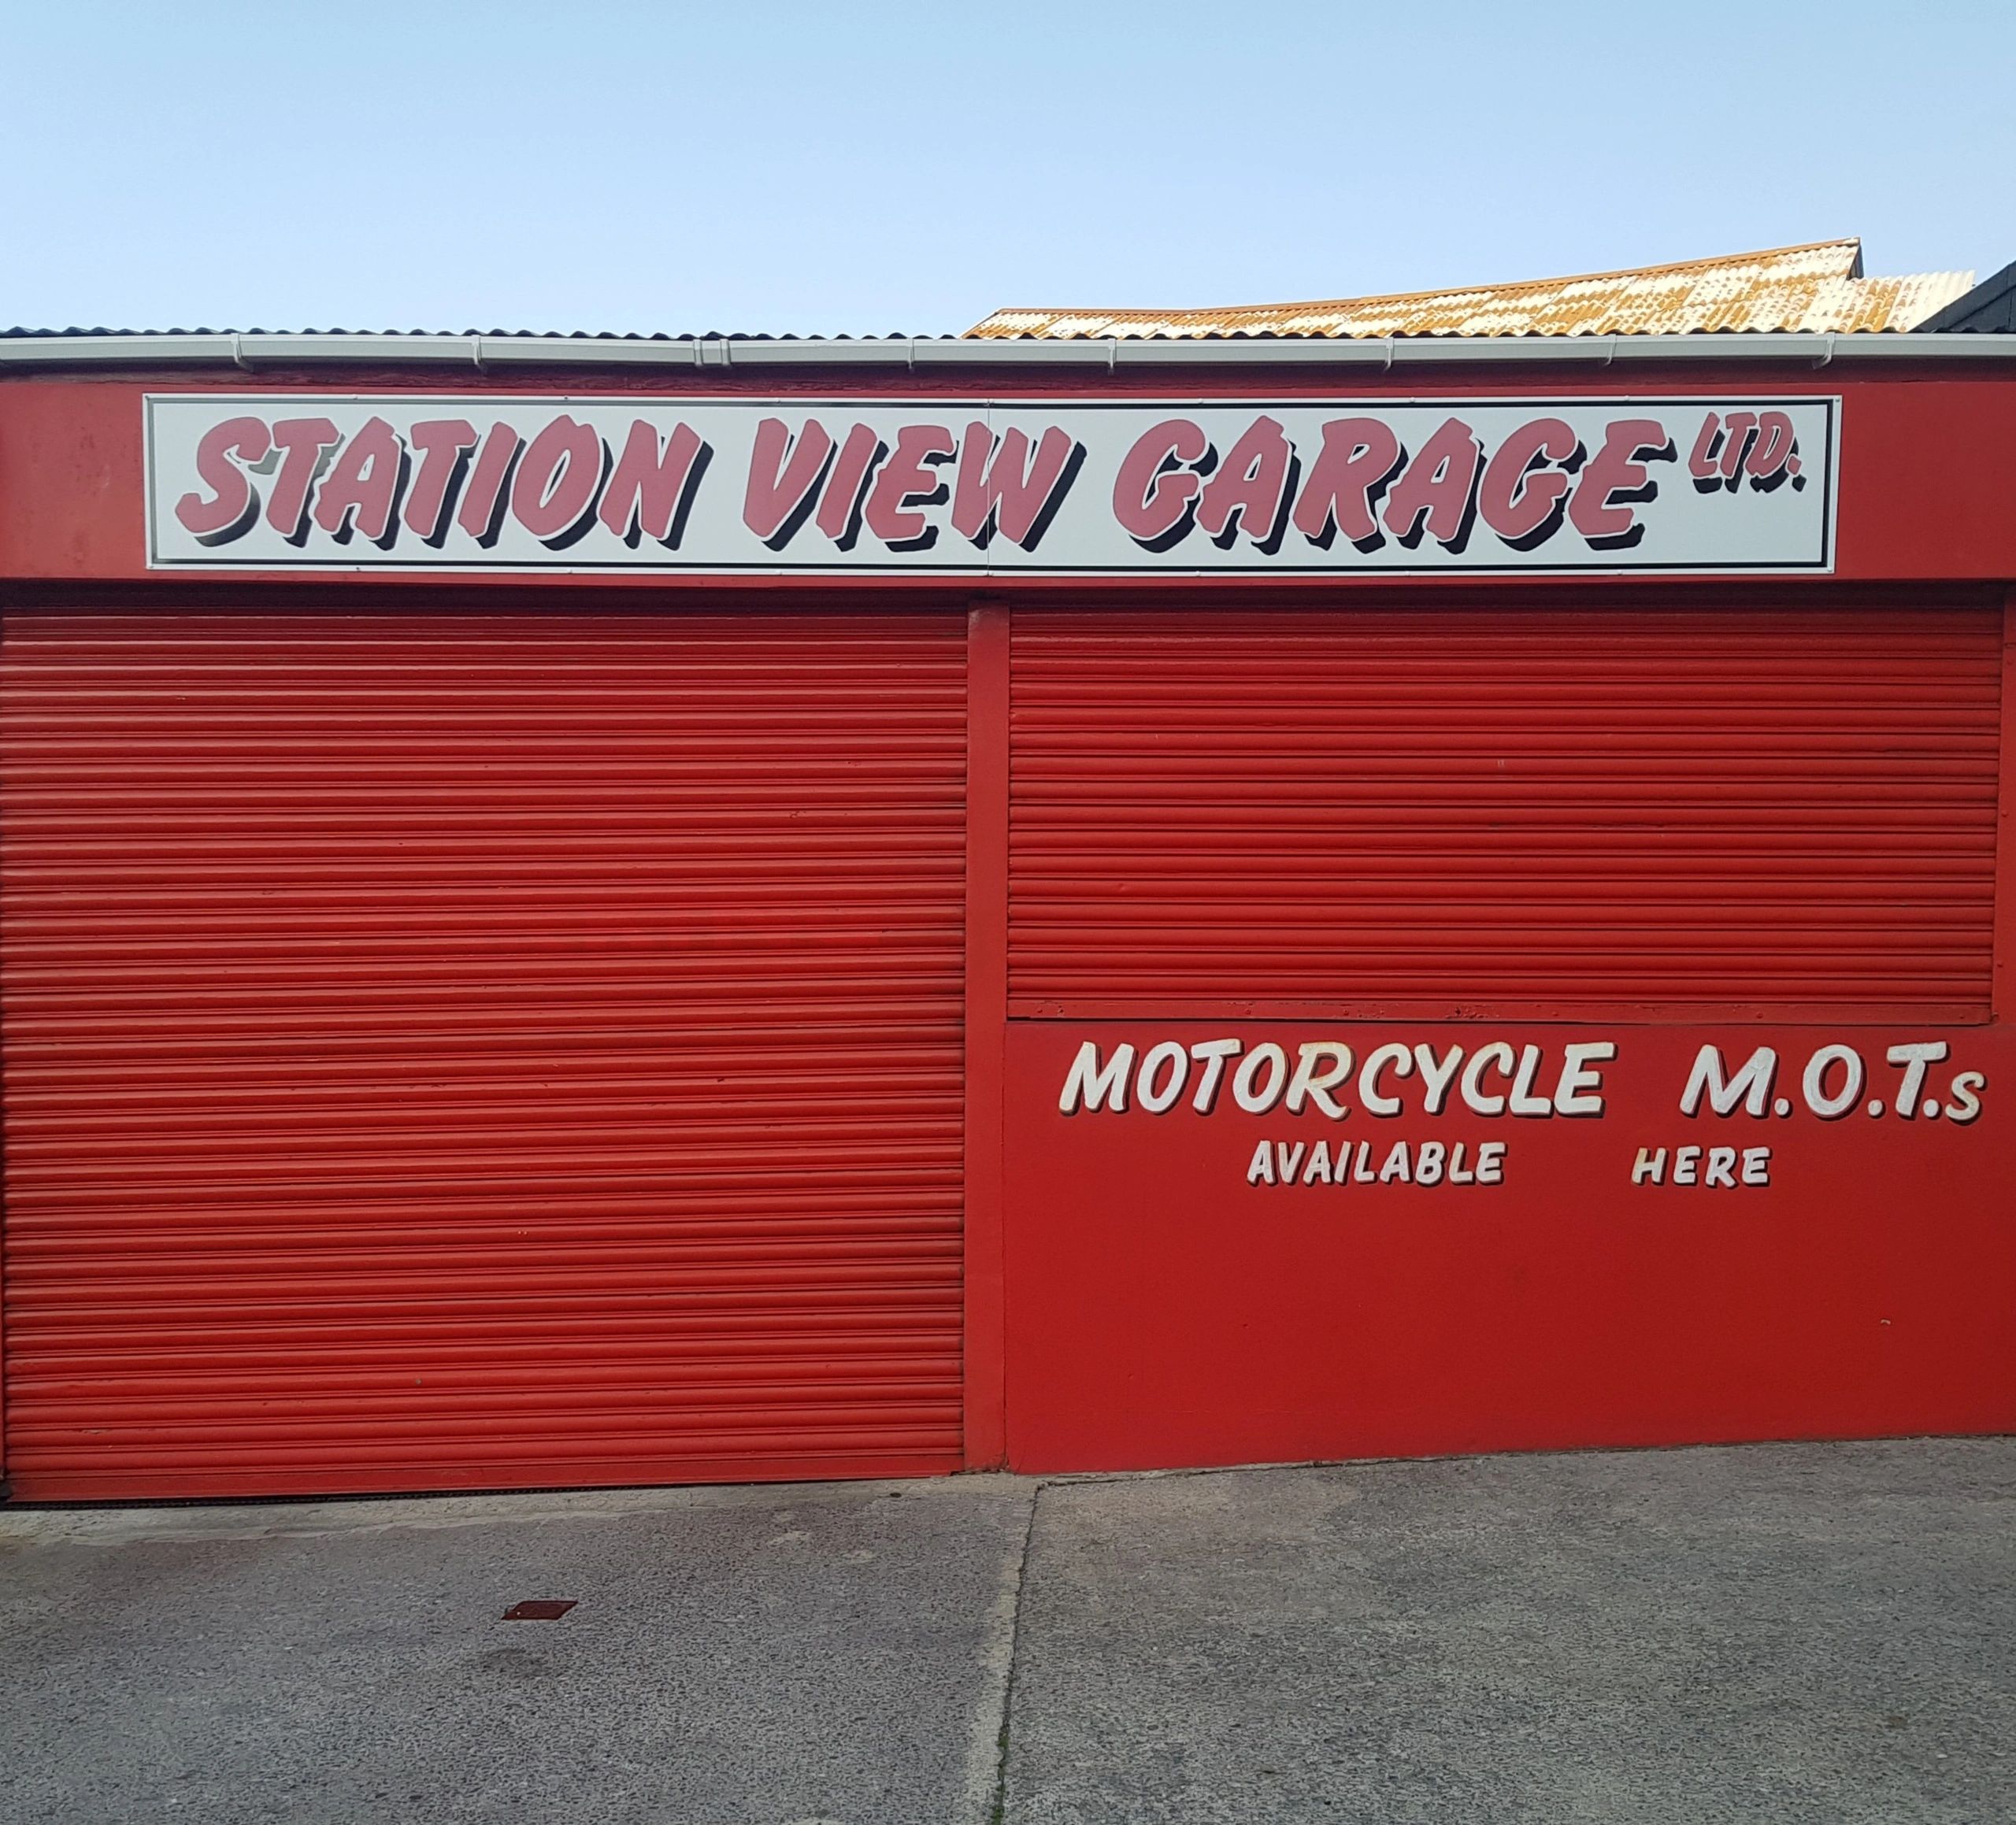 STATION VIEW GARAGE LTD.
MOTORCYCLE M.O.T.s
AVAILABLE HERE